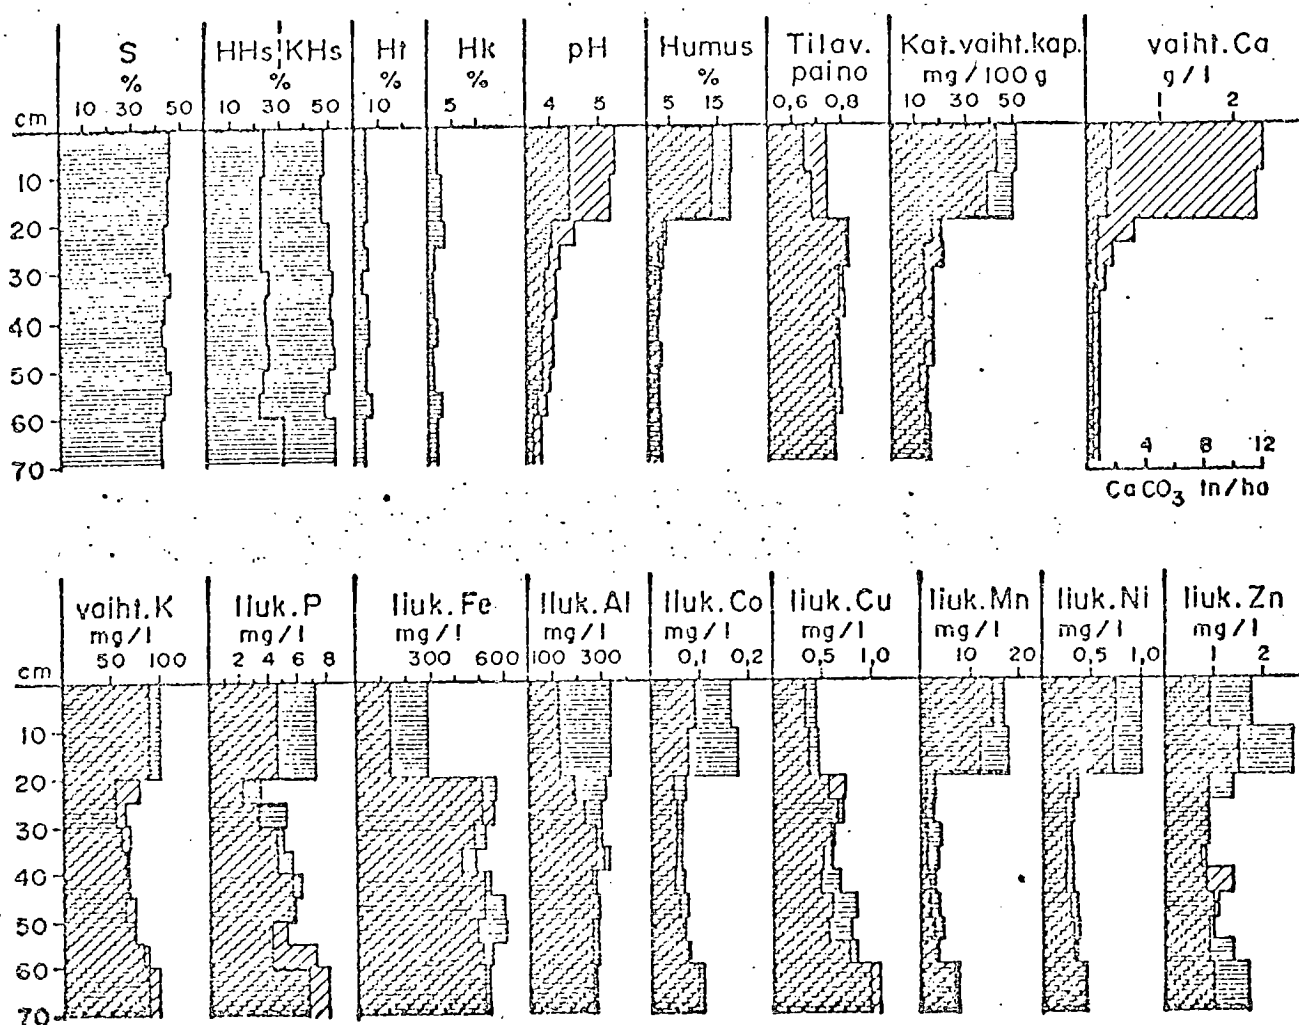 S HHs KHs Ht Hk pH Humus Tilav. Kat.vaiht.kap. vaiht.Ca
% % % % % paino mg/100 g g/l
cm 10 30 50 10 30 50 10 5 4 5 5 15 0,6 0,8 10 30 50 1 2
10
20
30
40
50
60
70
4 8 12
CaCO3 tn/ha
vaiht.K liuk.P liuk.Fe liuk.Al liuk.Co liuk.Cu liuk.Mn liuk.Ni liuk.Zn
mg/l mg/l mg/l mg/l mg/l mg/l mg/l mg/l mg/l
cm 50 100 2 4 6 8 300 600 100 300 0,1 0,2 0,5 1,0 10 20 0,5 1,0 1 2
10
20
30
40
50
60
70